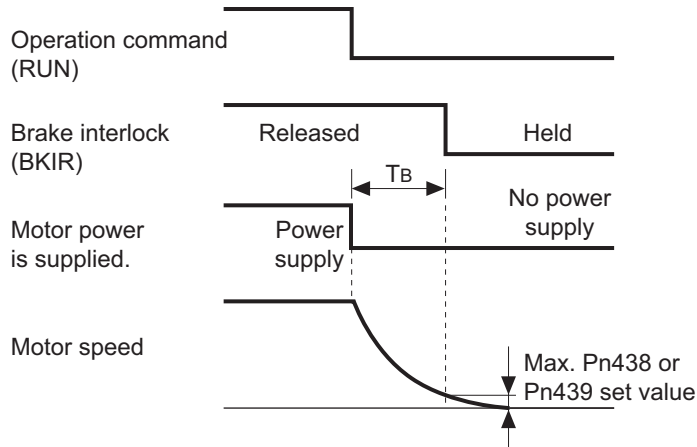 Operation command
(RUN)
Brake interlock
(BKIR)
Released
Held
TB
Motor power
is supplied.
Power
supply
No power
supply
Motor speed
Max. Pn438 or
Pn439 set value